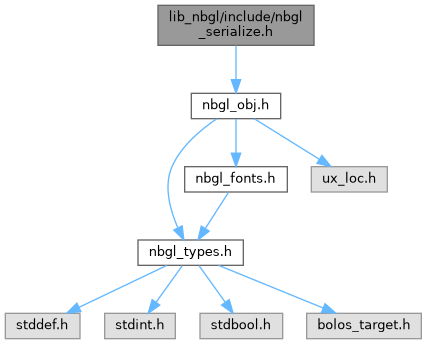 lib_nbgl/include/nbgl
_serialize.h
nbgl_obj.h
nbgl_fonts.h
ux_loc.h
nbgl_types.h
stddef.h
stdint.h
stdbool.h
bolos_target.h